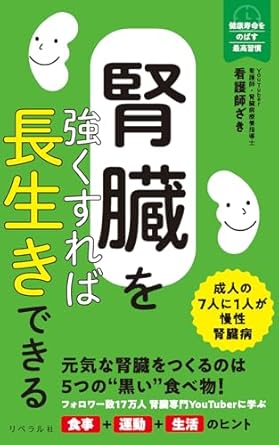 健康寿命を
のばす
最高習慣
YOUTUBER
看護師・腎臓病療養指導士
看護師ざき
腎臓を
強くすれば
長生きできる
成人の
7人に1人が
慢性
腎臓病
元気な腎臓をつくるのは
5つの“黒い”食べ物！
フォロワー数17万人 腎臓専門YouTuberに学ぶ
食事+運動+生活のヒント
リベラル社